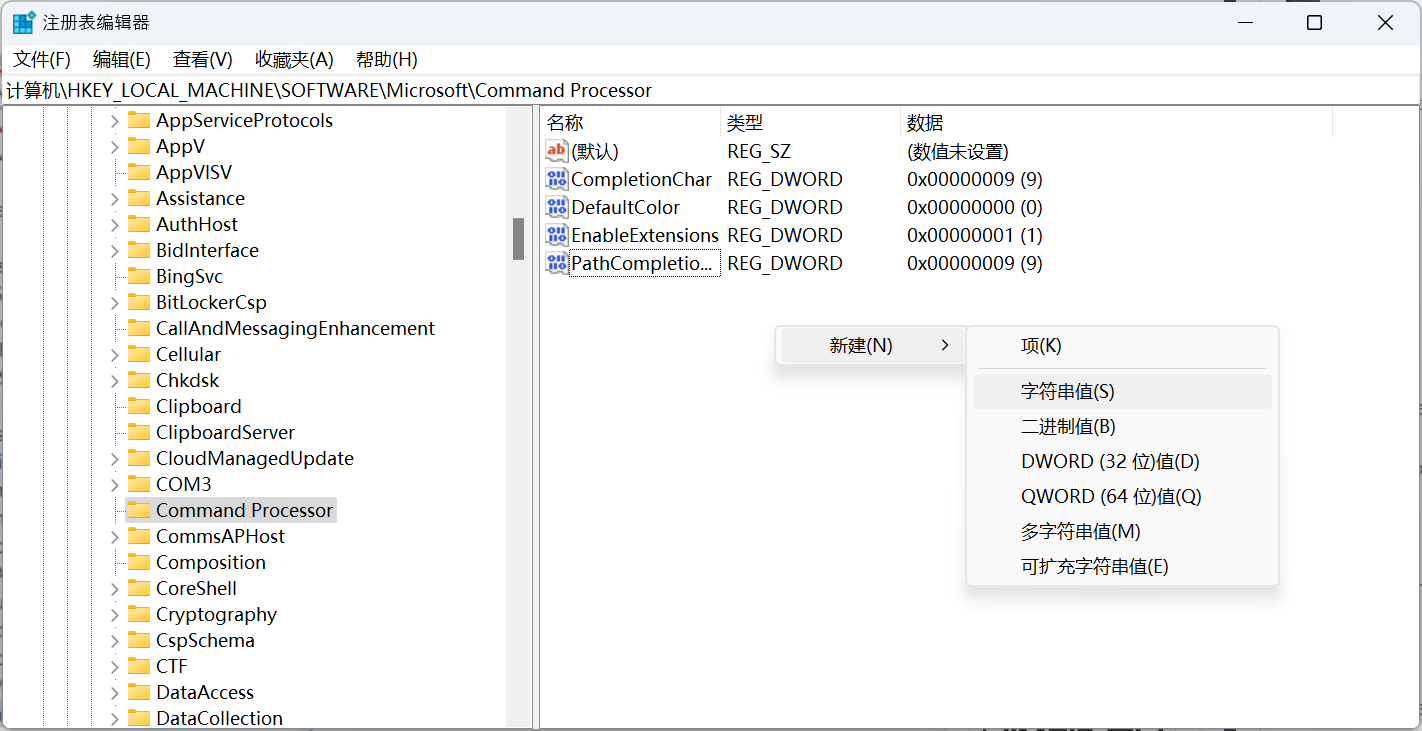 注册表编辑器
文件(F) 编辑(E) 查看(V) 收藏夹(A) 帮助(H)
计算机\HKEY_LOCAL_MACHINE\SOFTWARE\Microsoft\Command Processor
AppServiceProtocols
AppV
AppVISV
Assistance
AuthHost
BidInterface
BingSvc
BitLockerCsp
CallAndMessagingEnhancement
Cellular
Chkdsk
Clipboard
ClipboardServer
CloudManagedUpdate
COM3
Command Processor
CommsAPHost
Composition
CoreShell
Cryptography
CspSchema
CTF
DataAccess
DataCollection
名称 类型 数据
(默认) REG_SZ (数值未设置)
CompletionChar REG_DWORD 0x00000009 (9)
DefaultColor REG_DWORD 0x00000000 (0)
EnableExtensions REG_DWORD 0x00000001 (1)
PathCompletio... REG_DWORD 0x00000009 (9)
新建(N)
项(K)
字符串值(S)
二进制值(B)
DWORD (32 位)值(D)
QWORD (64 位)值(Q)
多字符串值(M)
可扩充字符串值(E)